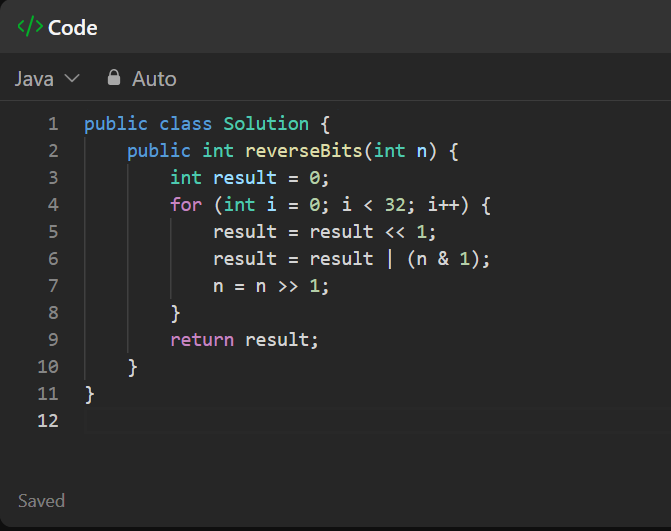 </> Code
Java Auto
1 public class Solution {
2     public int reverseBits(int n) {
3         int result = 0;
4         for (int i = 0; i < 32; i++) {
5             result = result << 1;
6             result = result | (n & 1);
7             n = n >> 1;
8         }
9         return result;
10     }
11 }
12
Saved